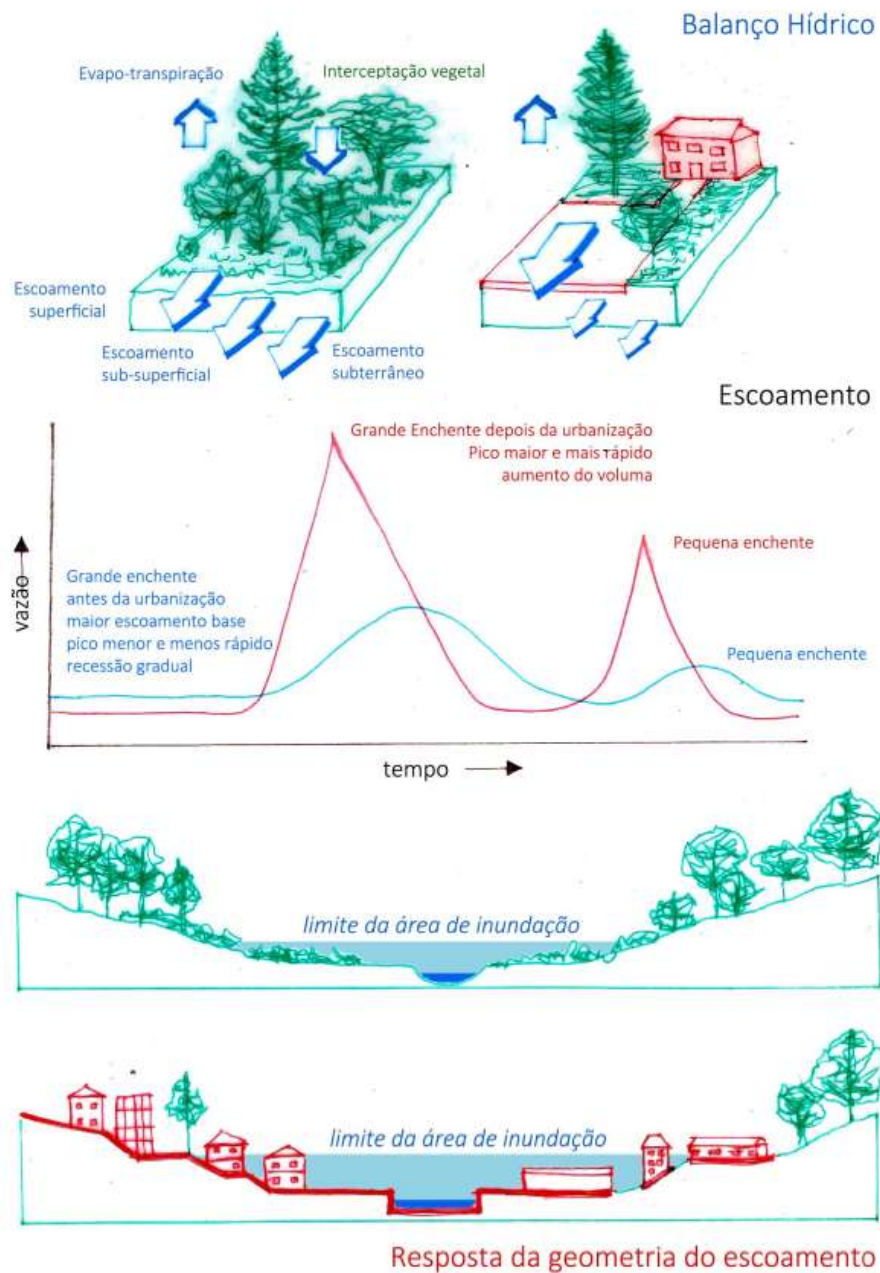 Balanço Hídrico
Evapo-transpiração
Interceptação vegetal
Escoamento
superficial
Escoamento
sub-superficial
Escoamento
subterrâneo
Escoamento
Grande Enchente depois da urbanização
Pico maior e mais rápido
aumento do voluma
Pequena enchente
vazão
Grande enchente
antes da urbanização
maior escoamento base
pico menor e menos rápido
recessão gradual
Pequena enchente
tempo
limite da área de inundação
limite da área de inundação
Resposta da geometria do escoamento